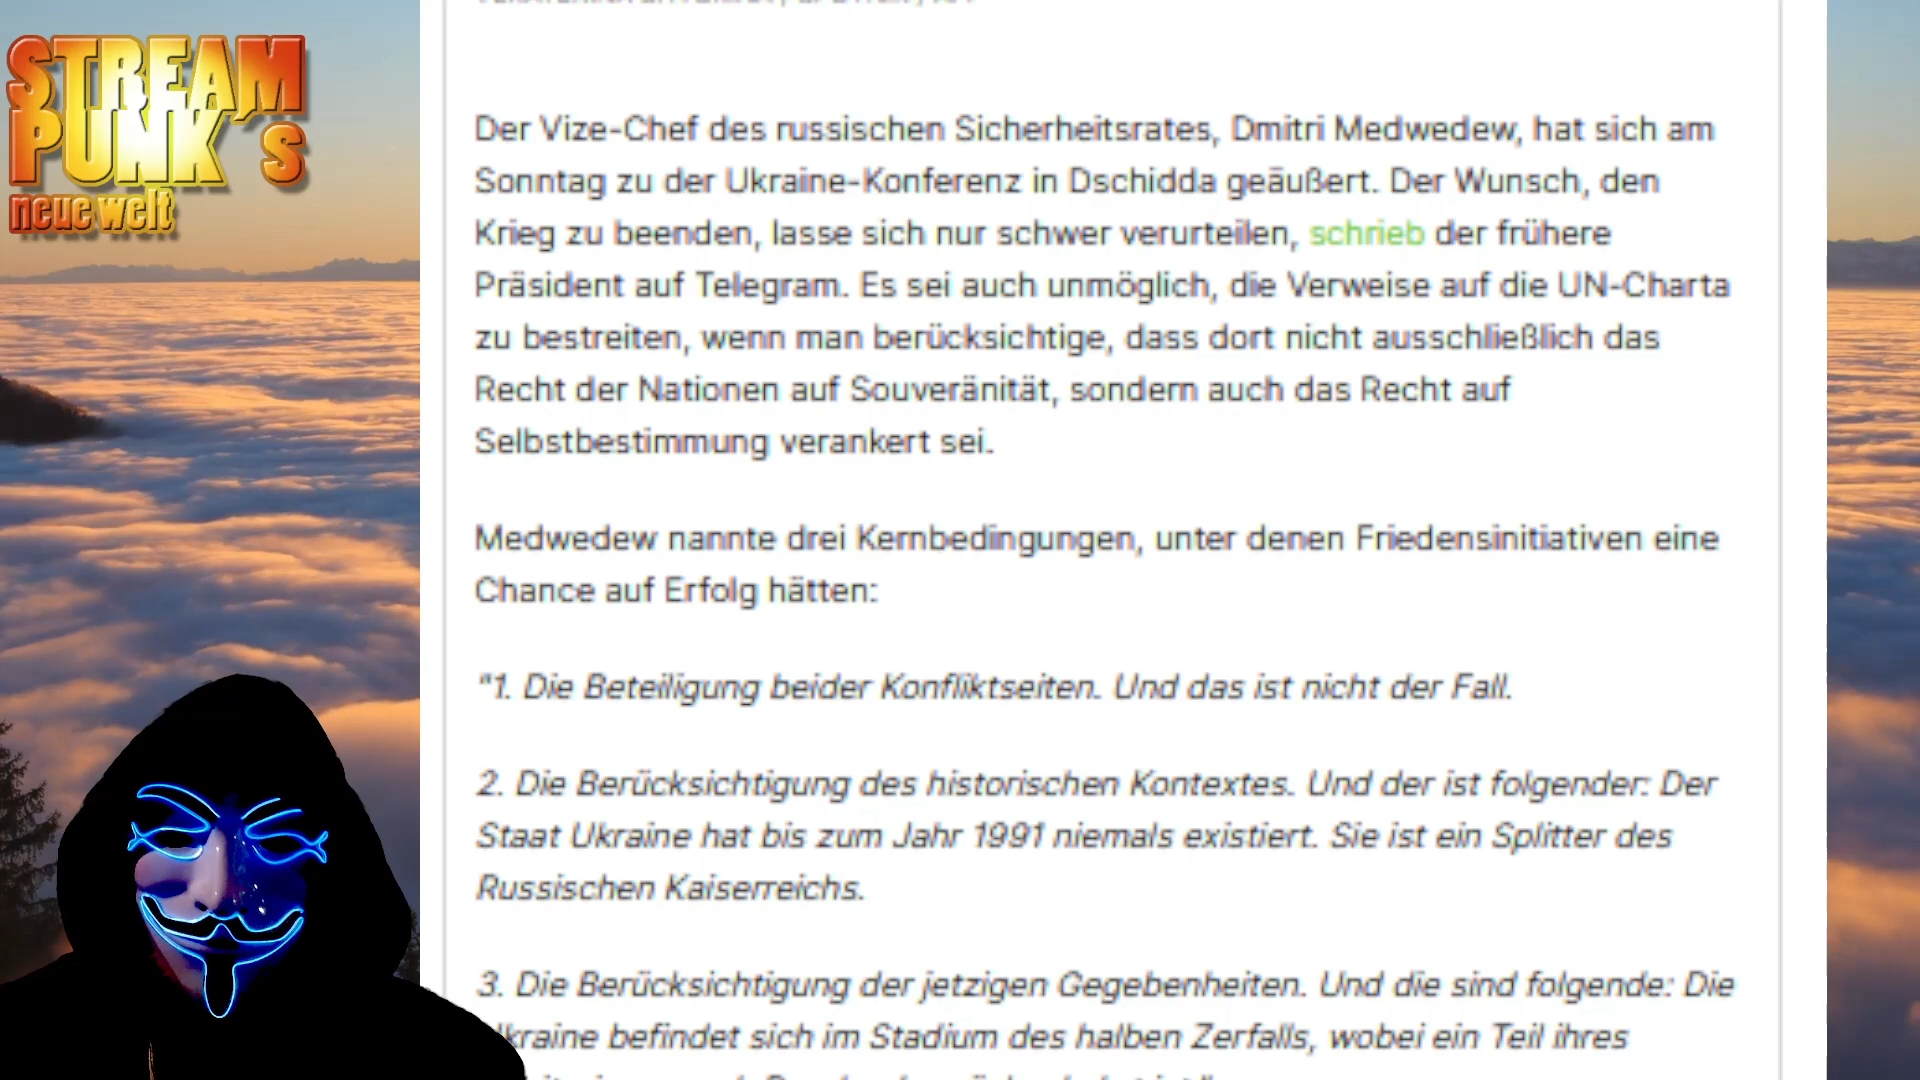 STREAM
PUNK´s
neue welt
Der Vize-Chef des russischen Sicherheitsrates, Dmitri Medwedew, hat sich am
Sonntag zu der Ukraine-Konferenz in Dschidda geäußert. Der Wunsch, den
Krieg zu beenden, lasse sich nur schwer verurteilen, schrieb der frühere
Präsident auf Telegram. Es sei auch unmöglich, die Verweise auf die UN-Charta
zu bestreiten, wenn man berücksichtige, dass dort nicht ausschließlich das
Recht der Nationen auf Souveränität, sondern auch das Recht auf
Selbstbestimmung verankert sei.
Medwedew nannte drei Kernbedingungen, unter denen Friedensinitiativen eine
Chance auf Erfolg hätten:
"1. Die Beteiligung beider Konfliktseiten. Und das ist nicht der Fall.
2. Die Berücksichtigung des historischen Kontextes. Und der ist folgender: Der
Staat Ukraine hat bis zum Jahr 1991 niemals existiert. Sie ist ein Splitter des
Russischen Kaiserreichs.
3. Die Berücksichtigung der jetzigen Gegebenheiten. Und die sind folgende: Die
kraine befindet sich im Stadium des halben Zerfalls, wobei ein Teil ihres